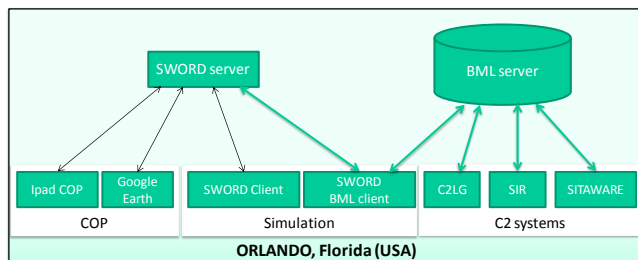 SWORD server
BML server
Ipad COP
Google
Earth
SWORD Client
SWORD
BML client
C2LG
SIR
SITAWARE
COP
Simulation
C2 systems
ORLANDO, Florida (USA)